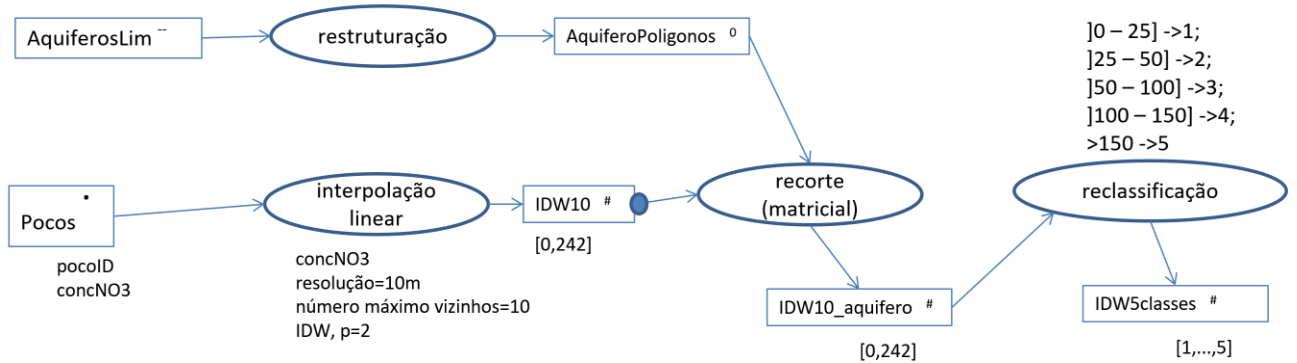 AquiferosLim --
restruturação
AquiferoPoligonos 0
]0 – 25] ->1;
]25 – 50] ->2;
]50 – 100] ->3;
]100 – 150] ->4;
>150 ->5
Pocos •
pocoID
concNO3
interpolação
linear
concNO3
resolução=10m
número máximo vizinhos=10
IDW, p=2
IDW10 #
[0,242]
recorte
(matricial)
IDW10_aquifero #
[0,242]
reclassificação
IDW5classes #
[1,...,5]